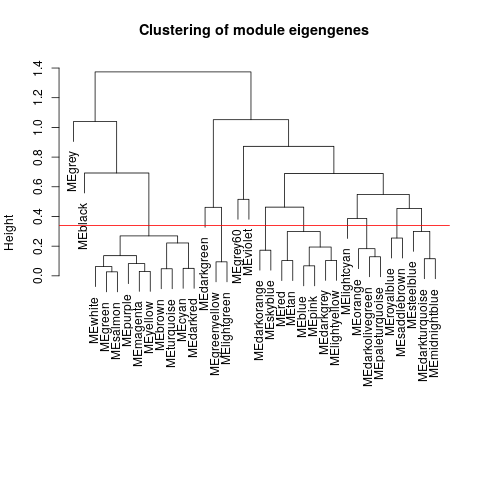 Clustering of module eigengenes
Height
1.4
1.2
1.0
0.8
0.6
0.4
0.2
0.0
MEgrey
MEblack
MEwhite
MEgreen
MEsalmon
MEpurple
MEmagenta
MEyellow
MEbrown
MEturquoise
MEcyan
MEdarkred
MEdarkgreen
MEgreenyellow
MElightgreen
MEgrey60
MEviolet
MEdarkorange
MEskyblue
MEred
MEtan
MEblue
MEpink
MEdarkgrey
MElightyellow
MElightcyan
MEorange
MEdarkolivegreen
MEpaleturquoise
MEroyalblue
MEsaddlebrown
MEsteelblue
MEdarkturquoise
MEmidnightblue